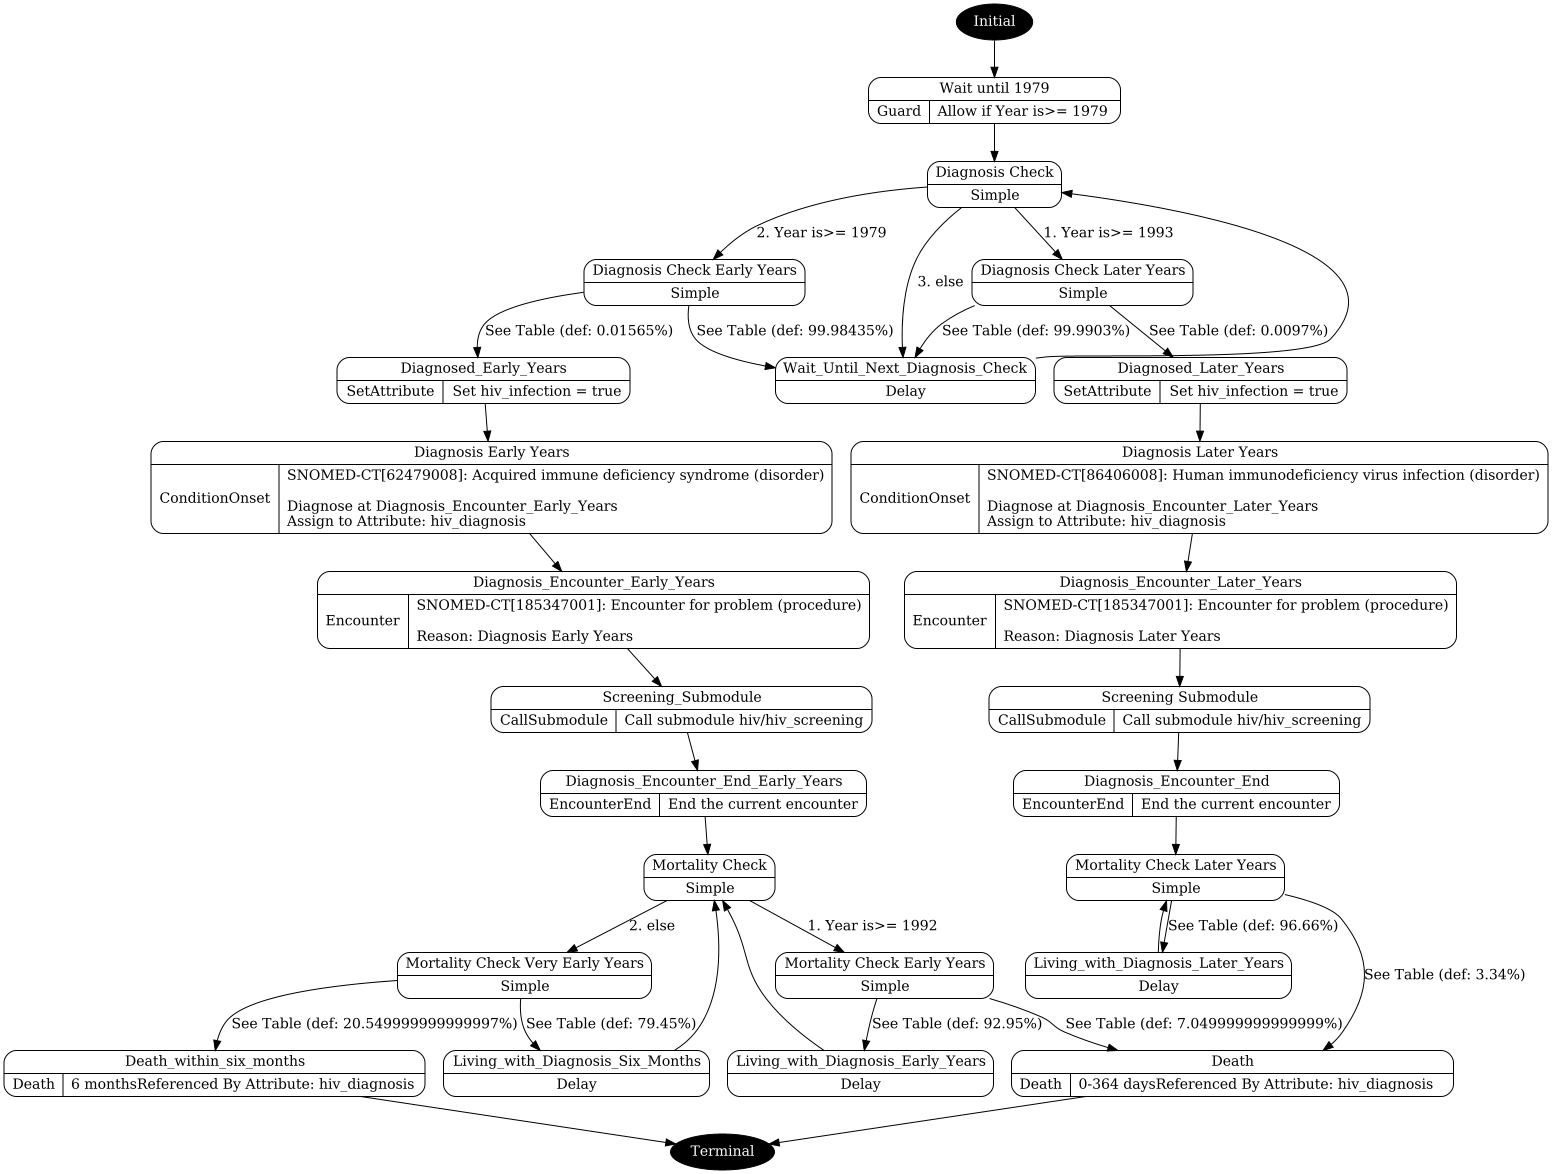 Initial
Wait until 1979
Guard
Allow if Year is>= 1979
Diagnosis Check
Simple
2. Year is>= 1979
1. Year is>= 1993
Diagnosis Check Early Years
Simple
3. else
Diagnosis Check Later Years
Simple
See Table (def: 0.01565%)
See Table (def: 99.98435%)
See Table (def: 99.9903%)
See Table (def: 0.0097%)
Diagnosed_Early_Years
SetAttribute
Set hiv_infection = true
Wait_Until_Next_Diagnosis_Check
Delay
Diagnosed_Later_Years
SetAttribute
Set hiv_infection = true
Diagnosis Early Years
ConditionOnset
SNOMED-CT[62479008]: Acquired immune deficiency syndrome (disorder)
Diagnose at Diagnosis_Encounter_Early_Years
Assign to Attribute: hiv_diagnosis
Diagnosis Later Years
ConditionOnset
SNOMED-CT[86406008]: Human immunodeficiency virus infection (disorder)
Diagnose at Diagnosis_Encounter_Later_Years
Assign to Attribute: hiv_diagnosis
Diagnosis_Encounter_Early_Years
Encounter
SNOMED-CT[185347001]: Encounter for problem (procedure)
Reason: Diagnosis Early Years
Diagnosis_Encounter_Later_Years
Encounter
SNOMED-CT[185347001]: Encounter for problem (procedure)
Reason: Diagnosis Later Years
Screening_Submodule
CallSubmodule
Call submodule hiv/hiv_screening
Screening Submodule
CallSubmodule
Call submodule hiv/hiv_screening
Diagnosis_Encounter_End_Early_Years
EncounterEnd
End the current encounter
Diagnosis_Encounter_End
EncounterEnd
End the current encounter
Mortality Check
Simple
Mortality Check Later Years
Simple
2. else
1. Year is>= 1992
See Table (def: 96.66%)
Mortality Check Very Early Years
Simple
Mortality Check Early Years
Simple
Living_with_Diagnosis_Later_Years
Delay
See Table (def: 3.34%)
See Table (def: 20.549999999999997%)
See Table (def: 79.45%)
See Table (def: 92.95%)
See Table (def: 7.049999999999999%)
Death_within_six_months
Death
6 monthsReferenced By Attribute: hiv_diagnosis
Living_with_Diagnosis_Six_Months
Delay
Living_with_Diagnosis_Early_Years
Delay
Death
Death
0-364 daysReferenced By Attribute: hiv_diagnosis
Terminal